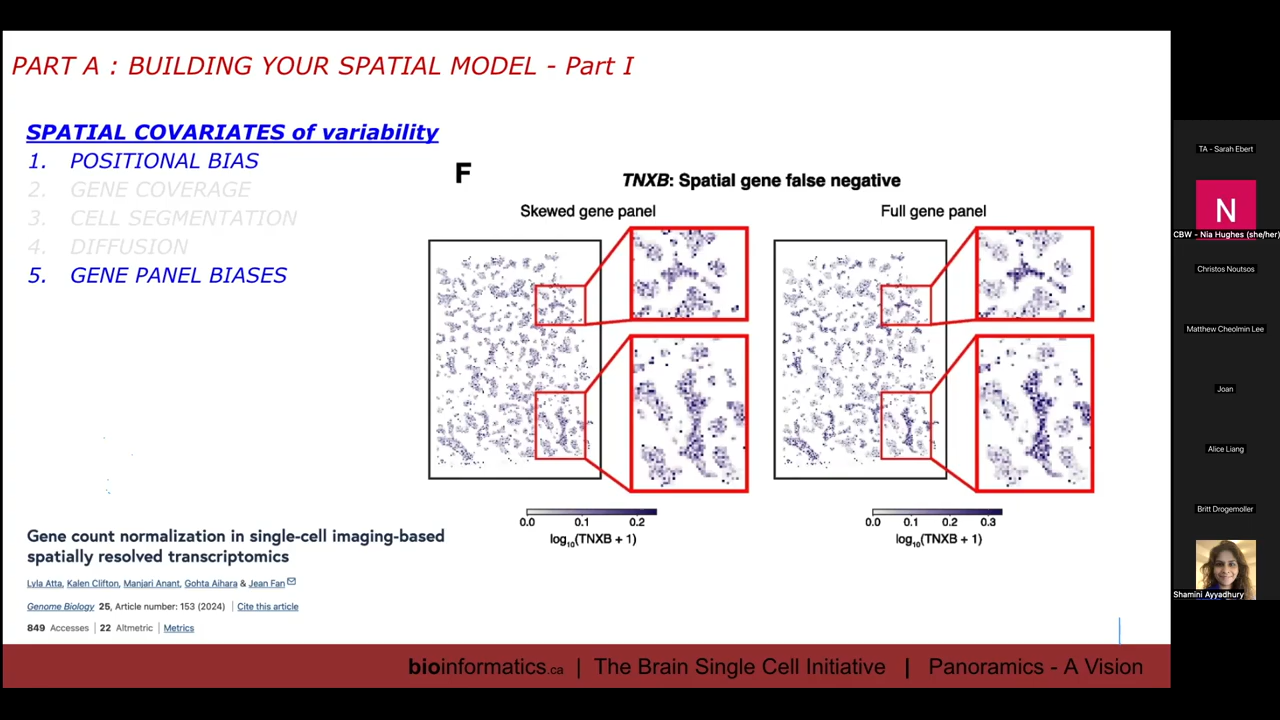 PART A : BUILDING YOUR SPATIAL MODEL - Part I
SPATIAL COVARIATES of variability
1. POSITIONAL BIAS
2. GENE COVERAGE
3. CELL SEGMENTATION
4. DIFFUSION
5. GENE PANEL BIASES
F
TNXB: Spatial gene false negative
Skewed gene panel
Full gene panel
0.0 0.1 0.2
log10(TNXB + 1)
0.0 0.1 0.2 0.3
log10(TNXB + 1)
Gene count normalization in single-cell imaging-based
spatially resolved transcriptomics
Lyla Atta, Kalen Clifton, Manjari Anant, Gohta Aihara & Jean Fan
Genome Biology 25, Article number: 153 (2024) | Cite this article
849 Accesses | 22 Altmetric | Metrics
bioinformatics.ca | The Brain Single Cell Initiative | Panoramics - A Vision
TA - Sarah Ebert
N
CBW - Nia Hughes (she/her)
Christos Noutsos
Matthew Cheolmin Lee
Joan
Alice Liang
Britt Drogemoller
Shamini Ayyadhury